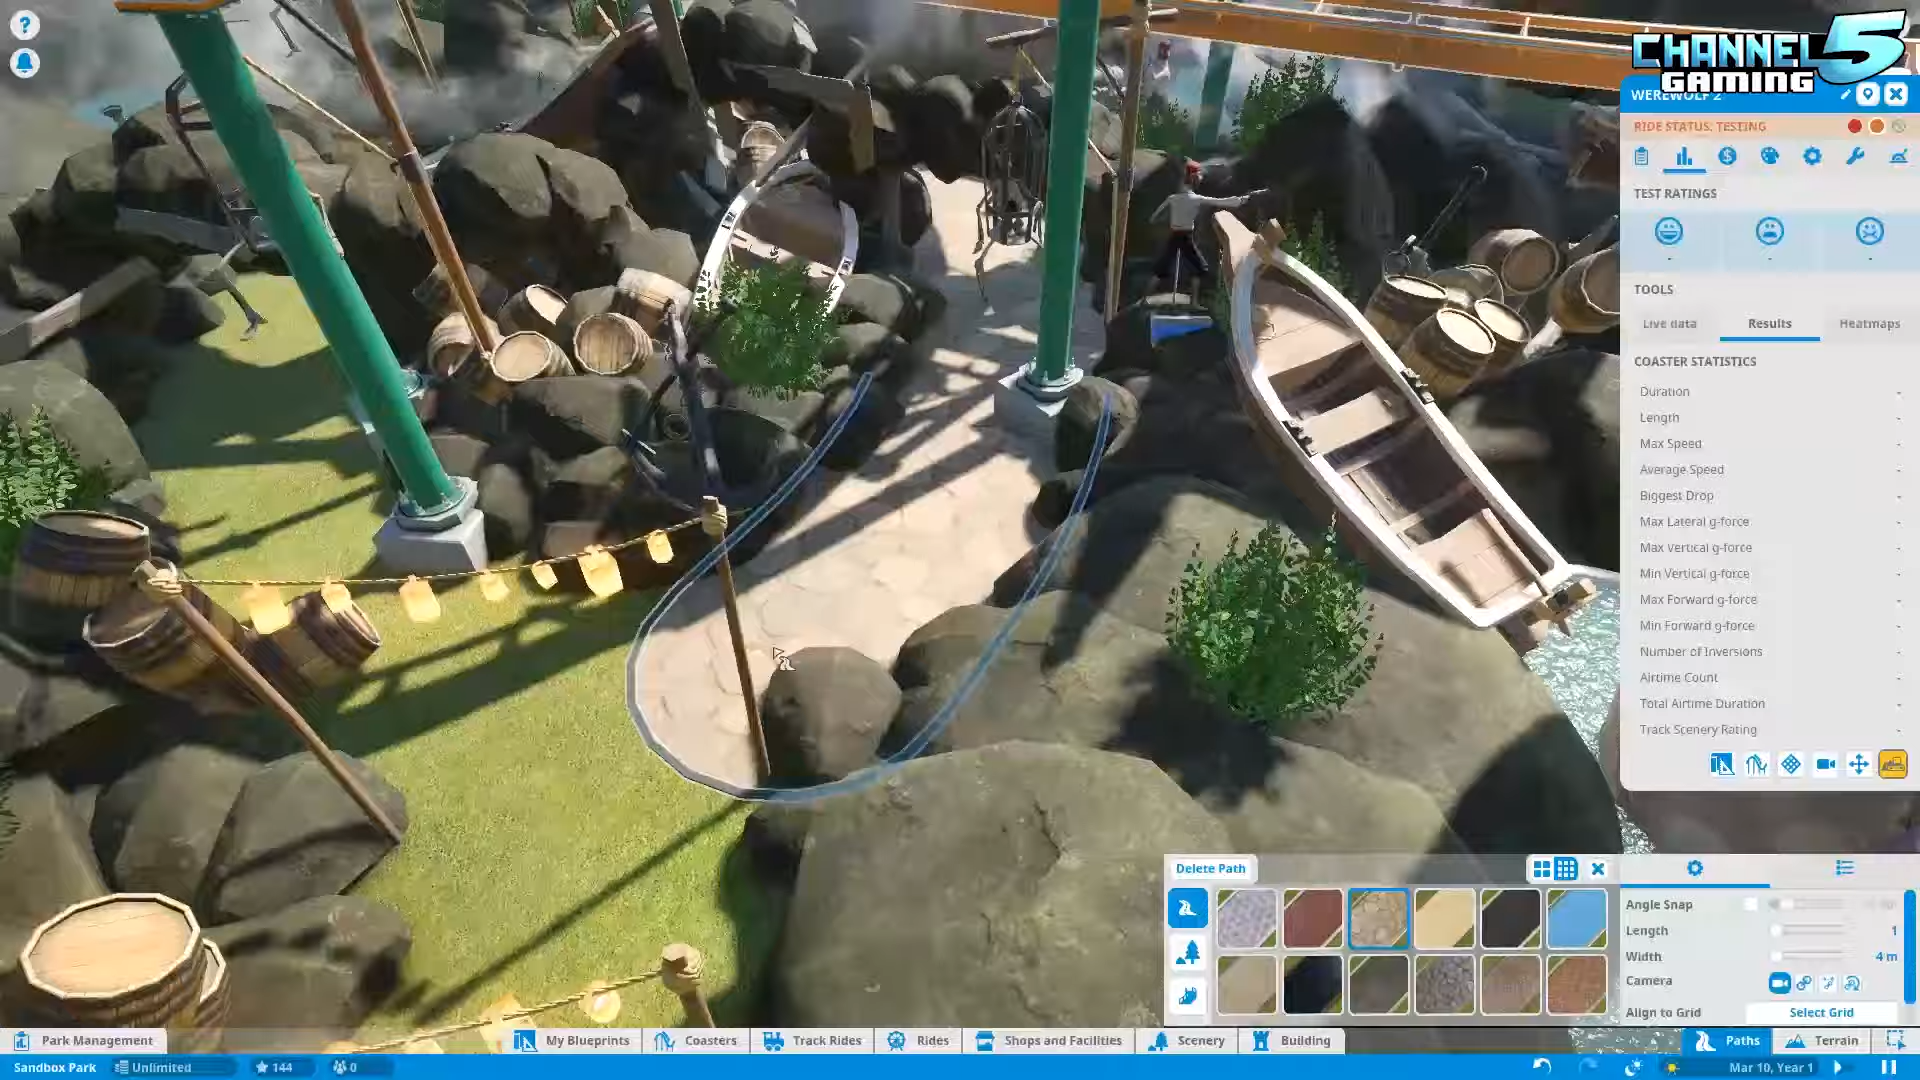 ?
CHANNEL 5
GAMING
WEREWOLF 2
RIDE STATUS: TESTING
TEST RATINGS
-
-
-
TOOLS
Live data Results Heatmaps
COASTER STATISTICS
Duration -
Length -
Max Speed -
Average Speed -
Biggest Drop -
Max Lateral g-force -
Max Vertical g-force -
Min Vertical g-force -
Max Forward g-force -
Min Forward g-force -
Number of Inversions -
Airtime Count -
Total Airtime Duration -
Track Scenery Rating -
Delete Path
Angle Snap
Length 1
Width 4 m
Camera
Align to Grid Select Grid
Park Management My Blueprints Coasters Track Rides Rides Shops and Facilities Scenery Building Paths Terrain
Sandbox Park Unlimited 144 0 Mar 10, Year 1